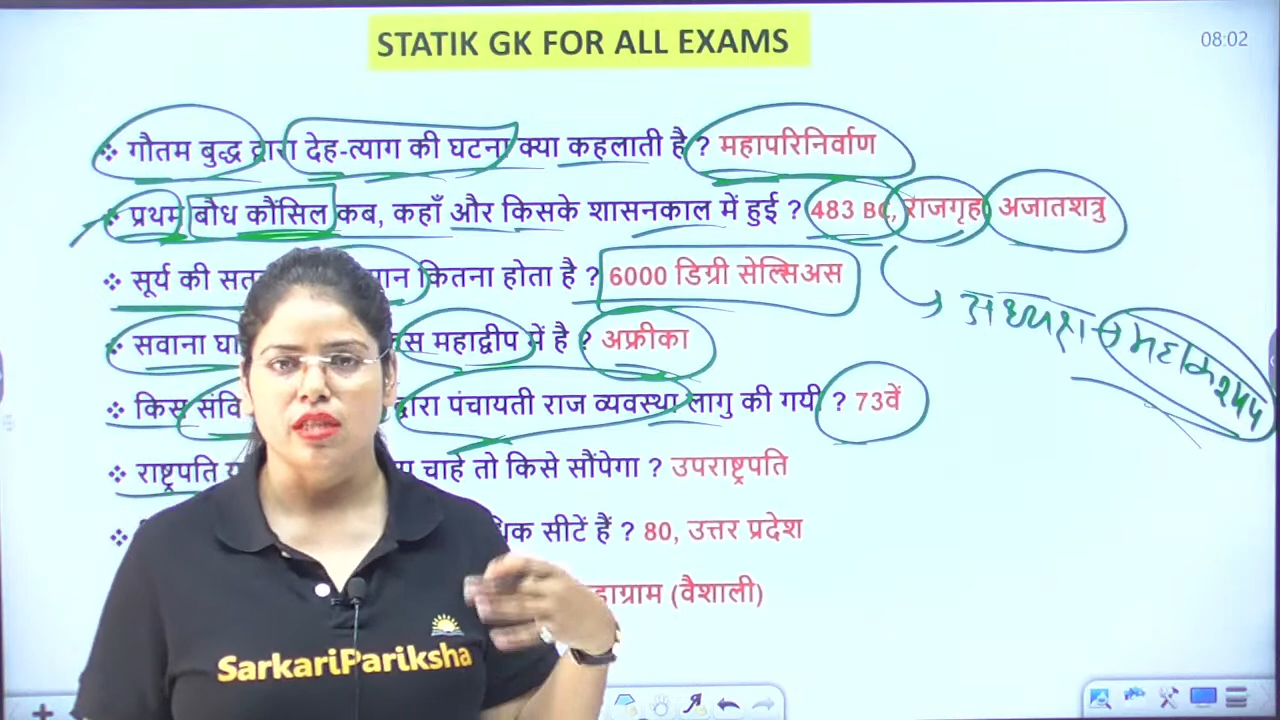 STATIK GK FOR ALL EXAMS
08:02
❖ गौतम बुद्ध द्वारा देह-त्याग की घटना क्या कहलाती है ? महापरिनिर्वाण
❖ प्रथम बौध कौंसिल कब, कहाँ और किसके शासनकाल में हुई ? 483 BC, राजगृह अजातशत्रु
❖ सूर्य की कितना होता है ? 6000 डिग्री सेल्सिअस
अध्यक्ष → महाकश्यप
❖ सवाना महाद्वीप में है ? अफ्रीका
❖ किस द्वारा पंचायती राज व्यवस्था लागु की गयी ? 73वें
❖ राष्ट्रपति चाहे तो किसे सौंपेगा ? उपराष्ट्रपति
सीटें हैं ? 80, उत्तर प्रदेश
(वैशाली)
SarkariPariksha